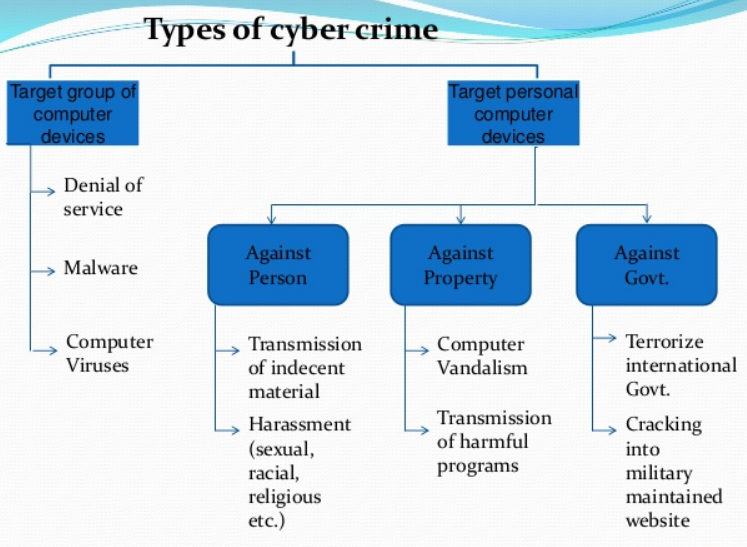 Types of cyber crime
Target group of
computer
devices
Target personal
computer
devices
Denial of
service
Malware
Computer
Viruses
Against
Person
Against
Property
Against
Govt.
Transmission
of indecent
material
Harassment
(sexual,
racial,
religious
etc.)
Computer
Vandalism
Transmission
of harmful
programs
Terrorize
international
Govt.
Cracking
into
military
maintained
website